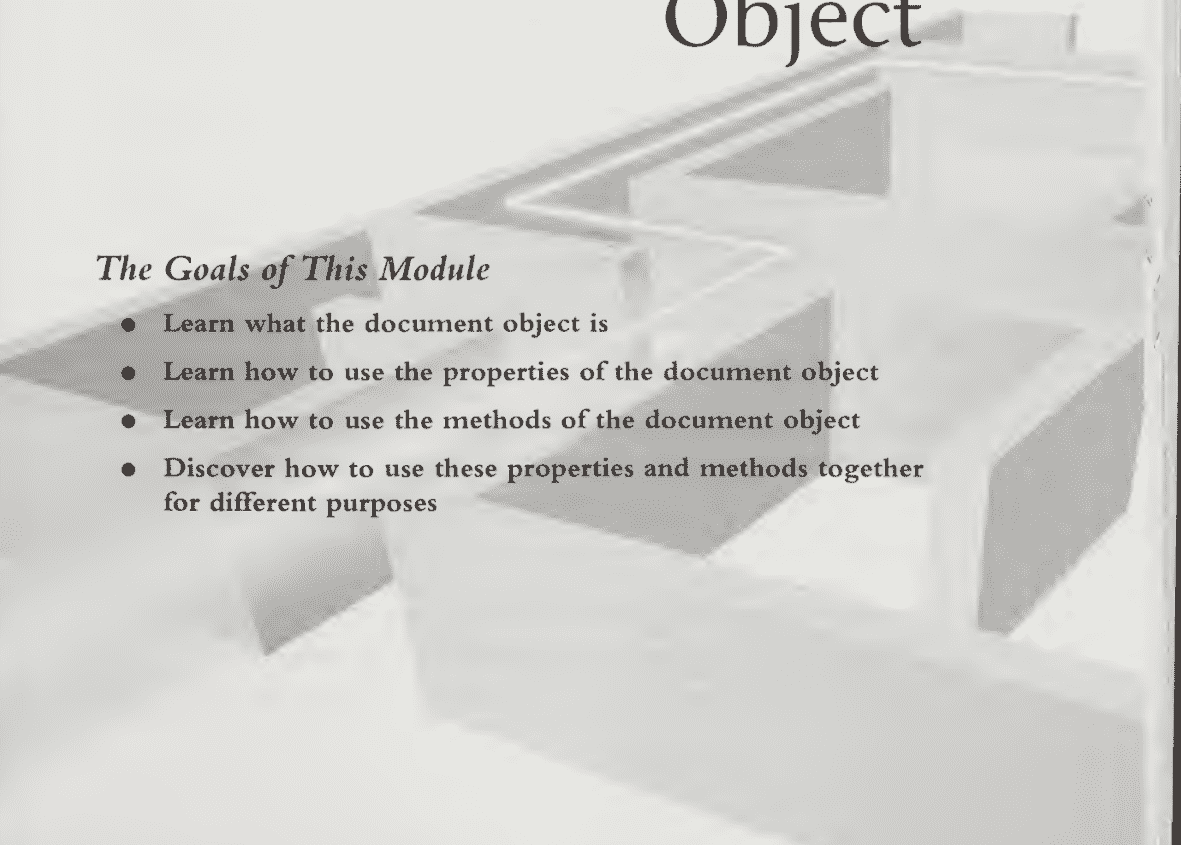 Object
The Goals of This Module
● Learn what the document object is
● Learn how to use the properties of the document object
● Learn how to use the methods of the document object
● Discover how to use these properties and methods together
for different purposes